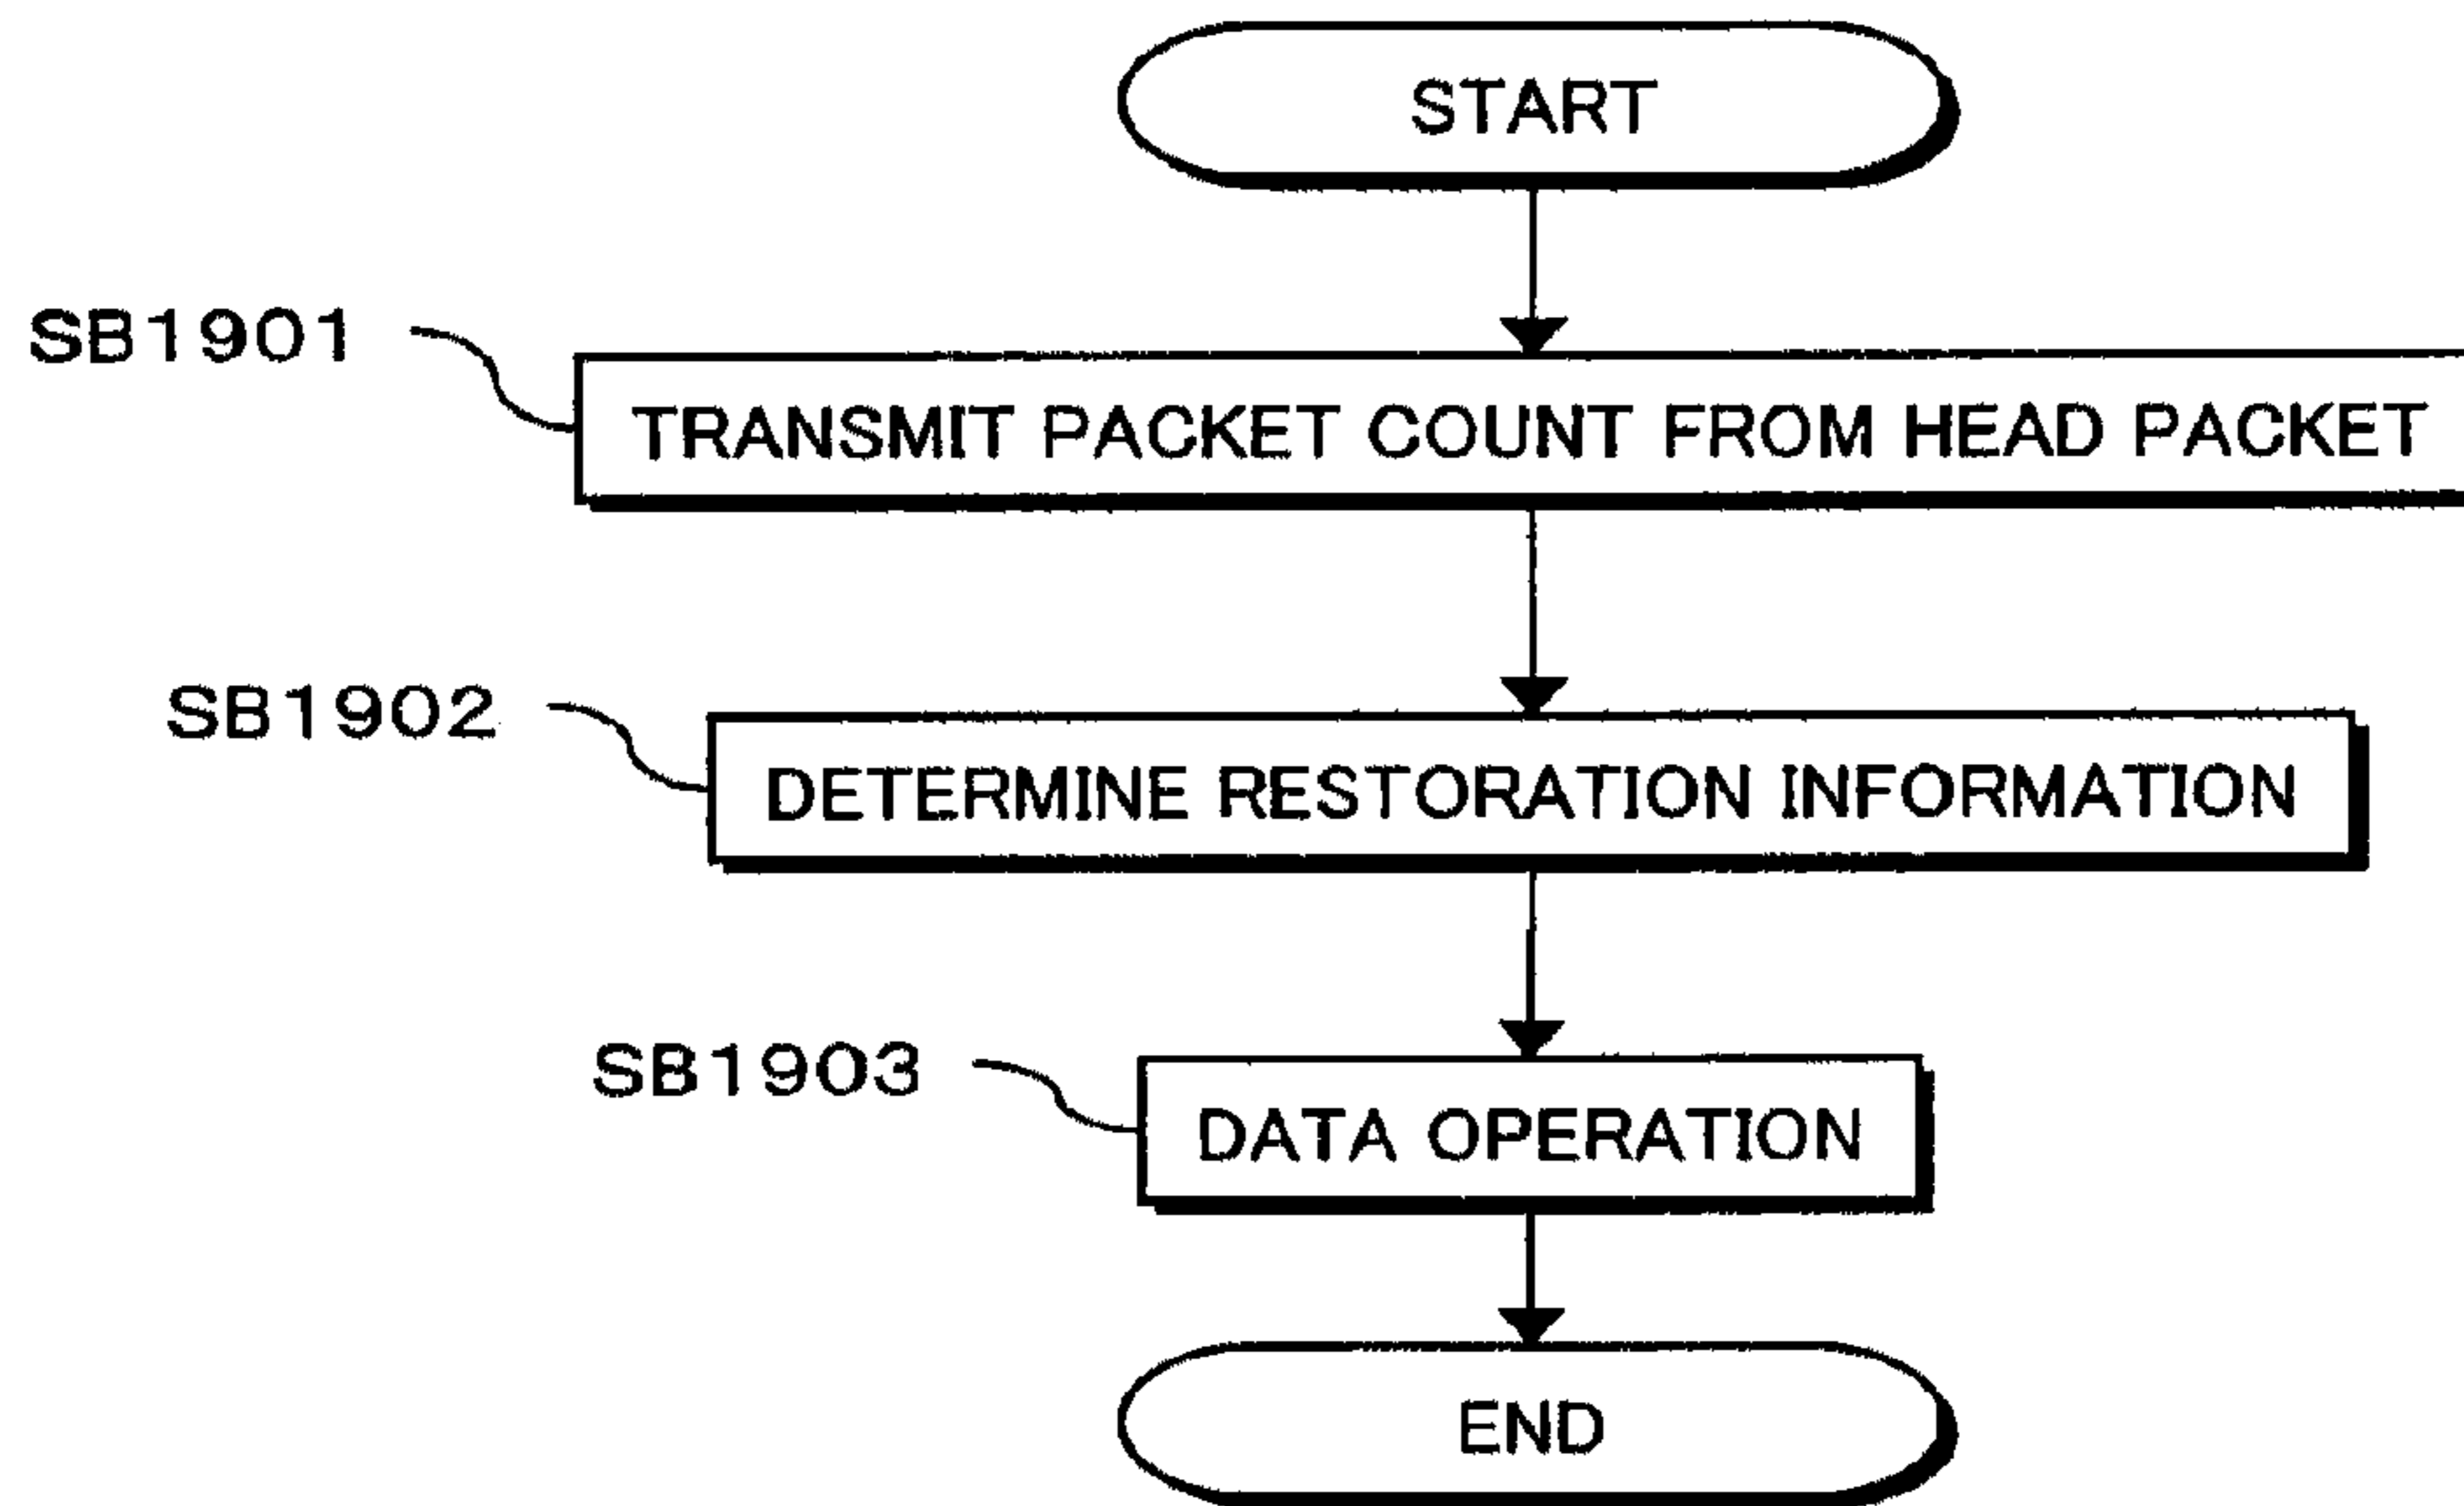 START
SB1901
TRANSMIT PACKET COUNT FROM HEAD PACKET
SB1902
DETERMINE RESTORATION INFORMATION
SB1903
DATA OPERATION
END